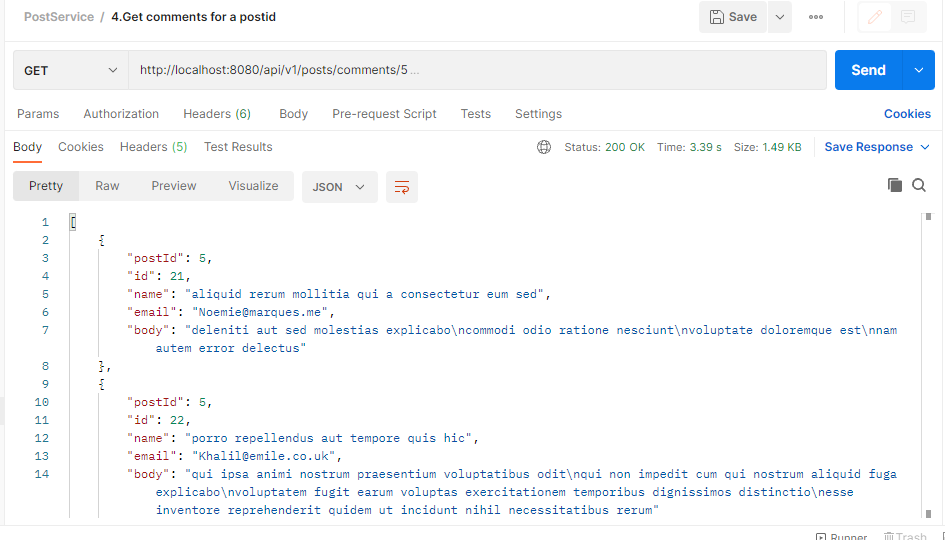 PostService / 4.Get comments for a postid
Save
GET
http://localhost:8080/api/v1/posts/comments/5 ...
Send
Params Authorization Headers (6) Body Pre-request Script Tests Settings Cookies
Body Cookies Headers (5) Test Results Status: 200 OK Time: 3.39 s Size: 1.49 KB Save Response
Pretty Raw Preview Visualize JSON
1 [
2 {
3 "postId": 5,
4 "id": 21,
5 "name": "aliquid rerum mollitia qui a consectetur eum sed",
6 "email": "Noemie@marques.me",
7 "body": "deleniti aut sed molestias explicabo\ncommodi odio ratione nesciunt\nvoluptate doloremque est\nnam
autem error delectus"
8 },
9 {
10 "postId": 5,
11 "id": 22,
12 "name": "porro repellendus aut tempore quis hic",
13 "email": "Khalil@emile.co.uk",
14 "body": "qui ipsa animi nostrum praesentium voluptatibus odit\nqui non impedit cum qui nostrum aliquid fuga
explicabo\nvoluptatem fugit earum voluptas exercitationem temporibus dignissimos distinctio\nesse
inventore reprehenderit quidem ut incidunt nihil necessitatibus rerum"
Runner Trash